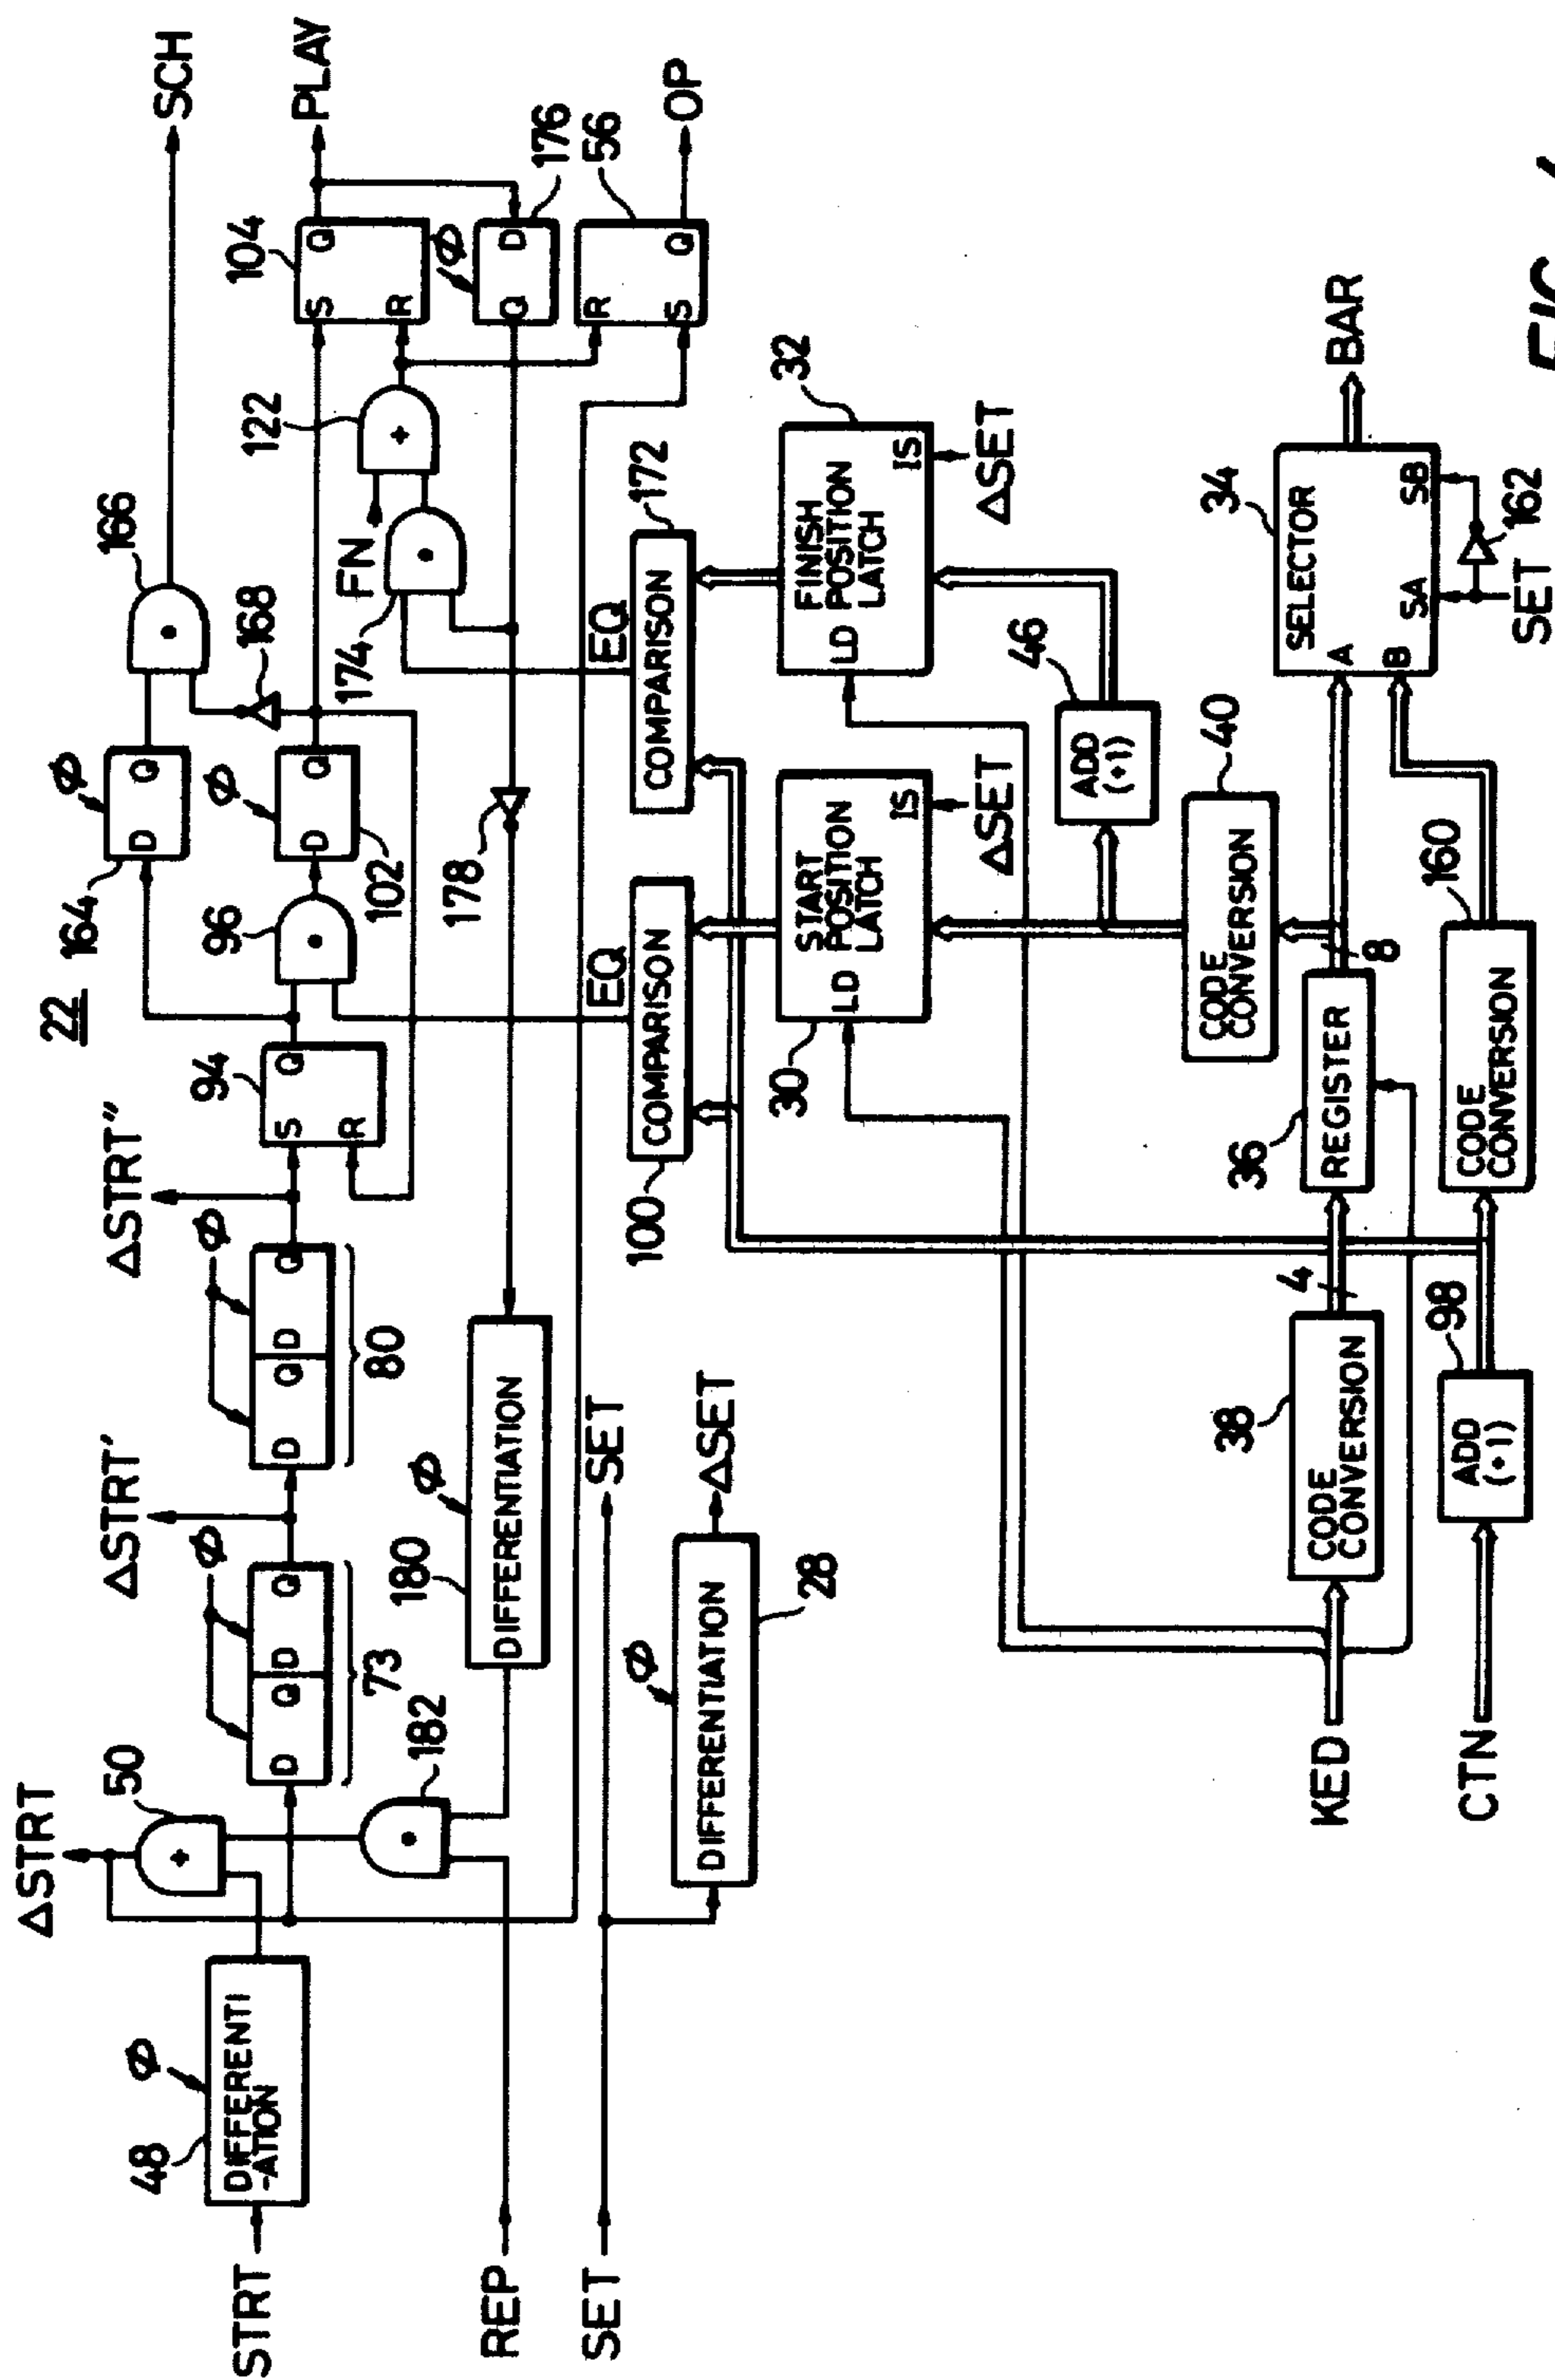 22
ΔSTRT
ΔSTRT'
ΔSTRT"
SCH
STRT
48
φ
DIFFERENTI
-ATION
50
+
φ
D Q D Q
73
φ
D Q D Q
80
94
S Q
R
164
φ
D Q
166
•
168
96
•
φ
D Q
102
104
S Q
R
PLAY
FN
122
+
174
•
φ
Q D
176
178
REP
182
•
180
φ
DIFFERENTIATION
56
R
S Q
OP
SET
SET
φ
DIFFERENTIATION
28
ΔSET
EQ
COMPARISON
100
EQ
COMPARISON
172
30
START
POSITION
LATCH
LD
IS
ΔSET
32
FINISH
POSITION
LATCH
LD
IS
ΔSET
46
ADD
(+1)
40
CODE
CONVERSION
KED
38
CODE
CONVERSION
4
36
REGISTER
8
34
SELECTOR
A
B
SA SB
BAR
SET
162
CTN
98
ADD
(+1)
160
CODE
CONVERSION